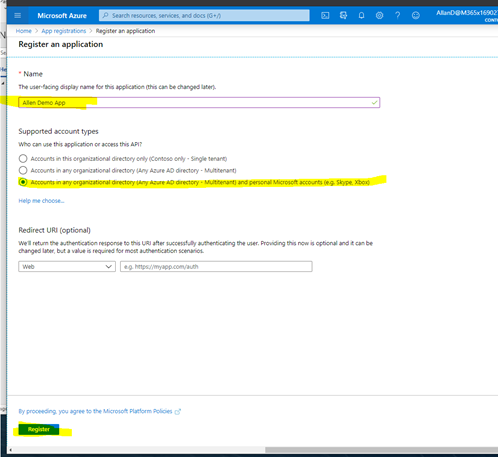 Microsoft Azure
Search resources, services, and docs (G+/)
AllanD@M365x16902
CONTO
Home > App registrations > Register an application
Register an application
* Name
The user-facing display name for this application (this can be changed later).
Allen Demo App
Supported account types
Who can use this application or access this API?
Accounts in this organizational directory only (Contoso only - Single tenant)
Accounts in any organizational directory (Any Azure AD directory - Multitenant)
Accounts in any organizational directory (Any Azure AD directory - Multitenant) and personal Microsoft accounts (e.g. Skype, Xbox)
Help me choose...
Redirect URI (optional)
We'll return the authentication response to this URI after successfully authenticating the user. Providing this now is optional and it can be
changed later, but a value is required for most authentication scenarios.
Web
e.g. https://myapp.com/auth
By proceeding, you agree to the Microsoft Platform Policies
Register